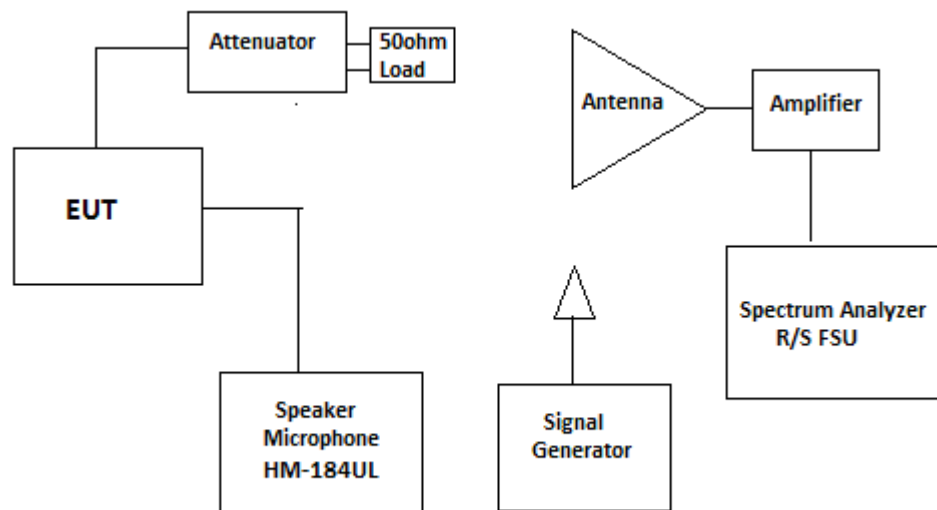 Attenuator
50ohm
Load
Antenna
Amplifier
EUT
Spectrum Analyzer
R/S FSU
Speaker
Microphone
HM-184UL
Signal
Generator